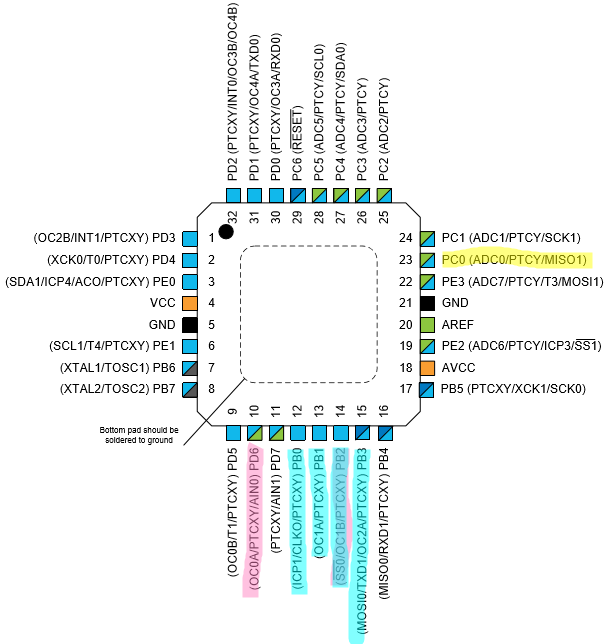 PD2 (PTCXY/INT0/OC3B/OC4B)
PD1 (PTCXY/OC4A/TXD0)
PD0 (PTCXY/OC3A/RXD0)
PC6 (RESET)
PC5 (ADC5/PTCY/SCL0)
PC4 (ADC4/PTCY/SDA0)
PC3 (ADC3/PTCY)
PC2 (ADC2/PTCY)
32
31
30
29
28
27
26
25
(OC2B/INT1/PTCXY) PD3
1
(XCK0/T0/PTCXY) PD4
2
(SDA1/ICP4/ACO/PTCXY) PE0
3
VCC
4
GND
5
(SCL1/T4/PTCXY) PE1
6
(XTAL1/TOSC1) PB6
7
(XTAL2/TOSC2) PB7
8
24
PC1 (ADC1/PTCY/SCK1)
23
PC0 (ADC0/PTCY/MISO1)
22
PE3 (ADC7/PTCY/T3/MOSI1)
21
GND
20
AREF
19
PE2 (ADC6/PTCY/ICP3/SS1)
18
AVCC
17
PB5 (PTCXY/XCK1/SCK0)
Bottom pad should be
soldered to ground
9
10
11
12
13
14
15
16
(OC0B/T1/PTCXY) PD5
(OC0A/PTCXY/AIN0) PD6
(PTCXY/AIN1) PD7
(ICP1/CLKO/PTCXY) PB0
(OC1A/PTCXY) PB1
(SS0/OC1B/PTCXY) PB2
(MOSI0/TXD1/OC2A/PTCXY) PB3
(MISO0/RXD1/PTCXY) PB4